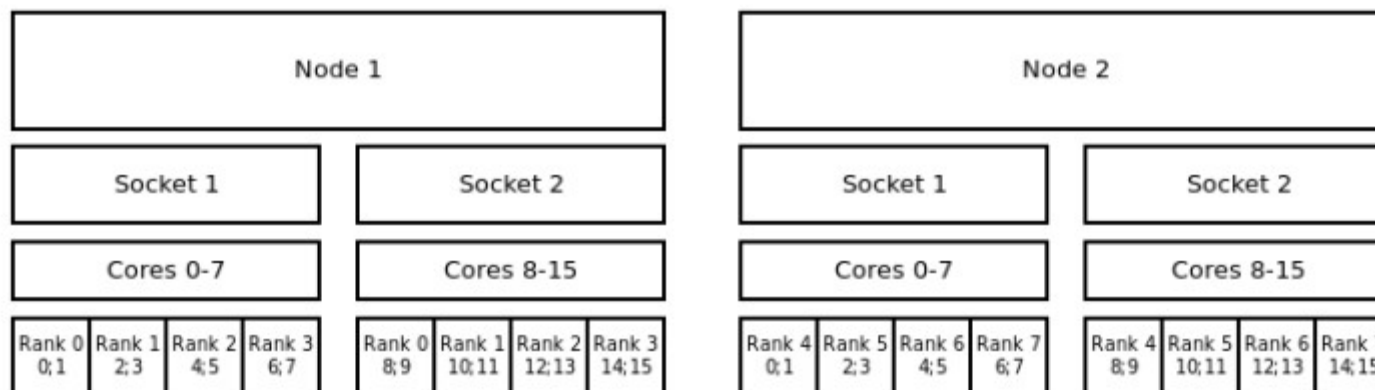 Node 1
Node 2
Socket 1
Socket 2
Socket 1
Socket 2
Cores 0-7
Cores 8-15
Cores 0-7
Cores 8-15
Rank 0 Rank 1 Rank 2 Rank 3
0;1 2;3 4;5 6;7
Rank 0 Rank 1 Rank 2 Rank 3
8;9 10;11 12;13 14;15
Rank 4 Rank 5 Rank 6 Rank 7
0;1 2;3 4;5 6;7
Rank 4 Rank 5 Rank 6 Rank
8;9 10;11 12;13 14;15